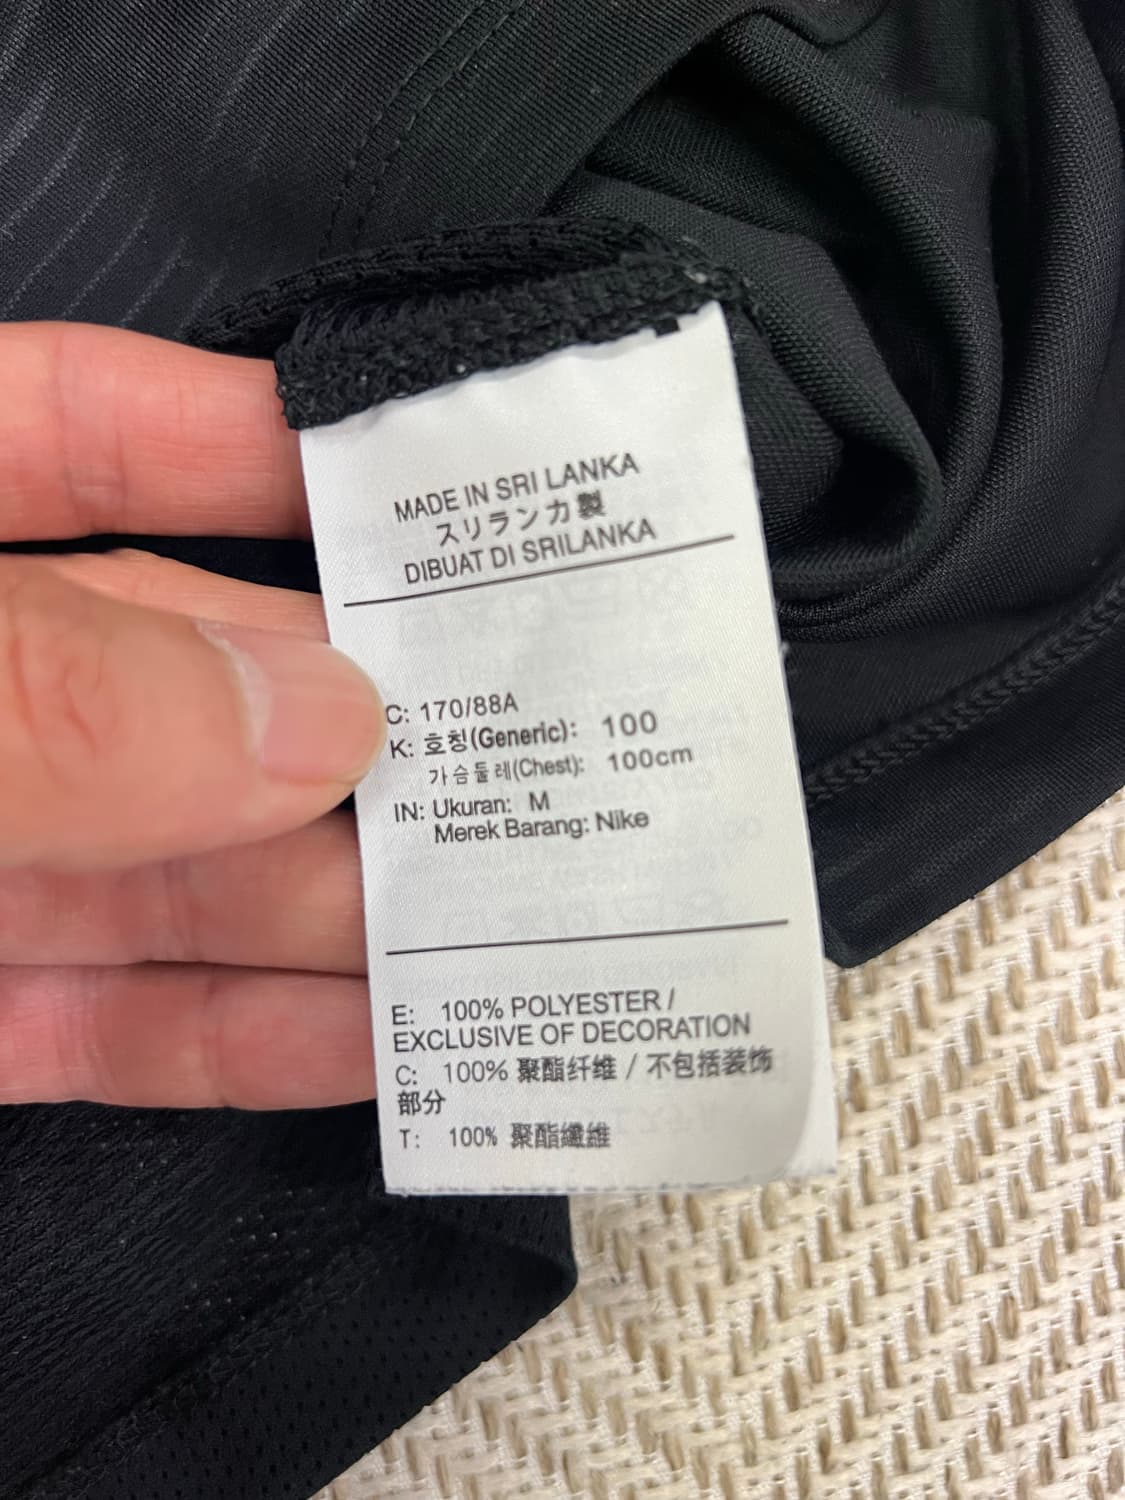 MADE IN SRI LANKA
スリランカ製
DIBUAT DI SRILANKA
C: 170/88A
K: 호칭(Generic): 100
가슴둘레(Chest): 100cm
IN: Ukuran: M
Merek Barang: Nike
E: 100% POLYESTER /
EXCLUSIVE OF DECORATION
C: 100% 聚酯纤维 / 不包括装饰
部分
T: 100% 聚酯纖維